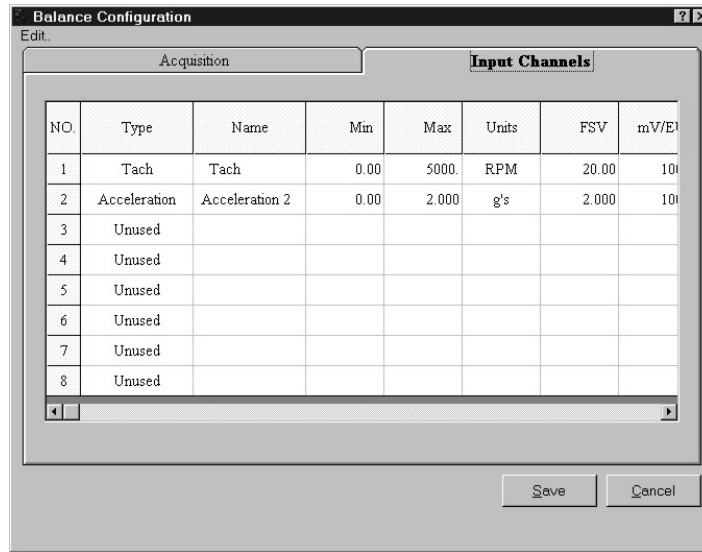 Balance Configuration
Edit..
Acquisition Input Channels
NO. Type Name Min Max Units FSV
1 Tach Tach 0.00 5000. RPM 20.00
2 Acceleration Acceleration 2 0.00 2.000 g's 2.000
3 Unused
4 Unused
5 Unused
6 Unused
7 Unused
8 Unused
Save Cancel